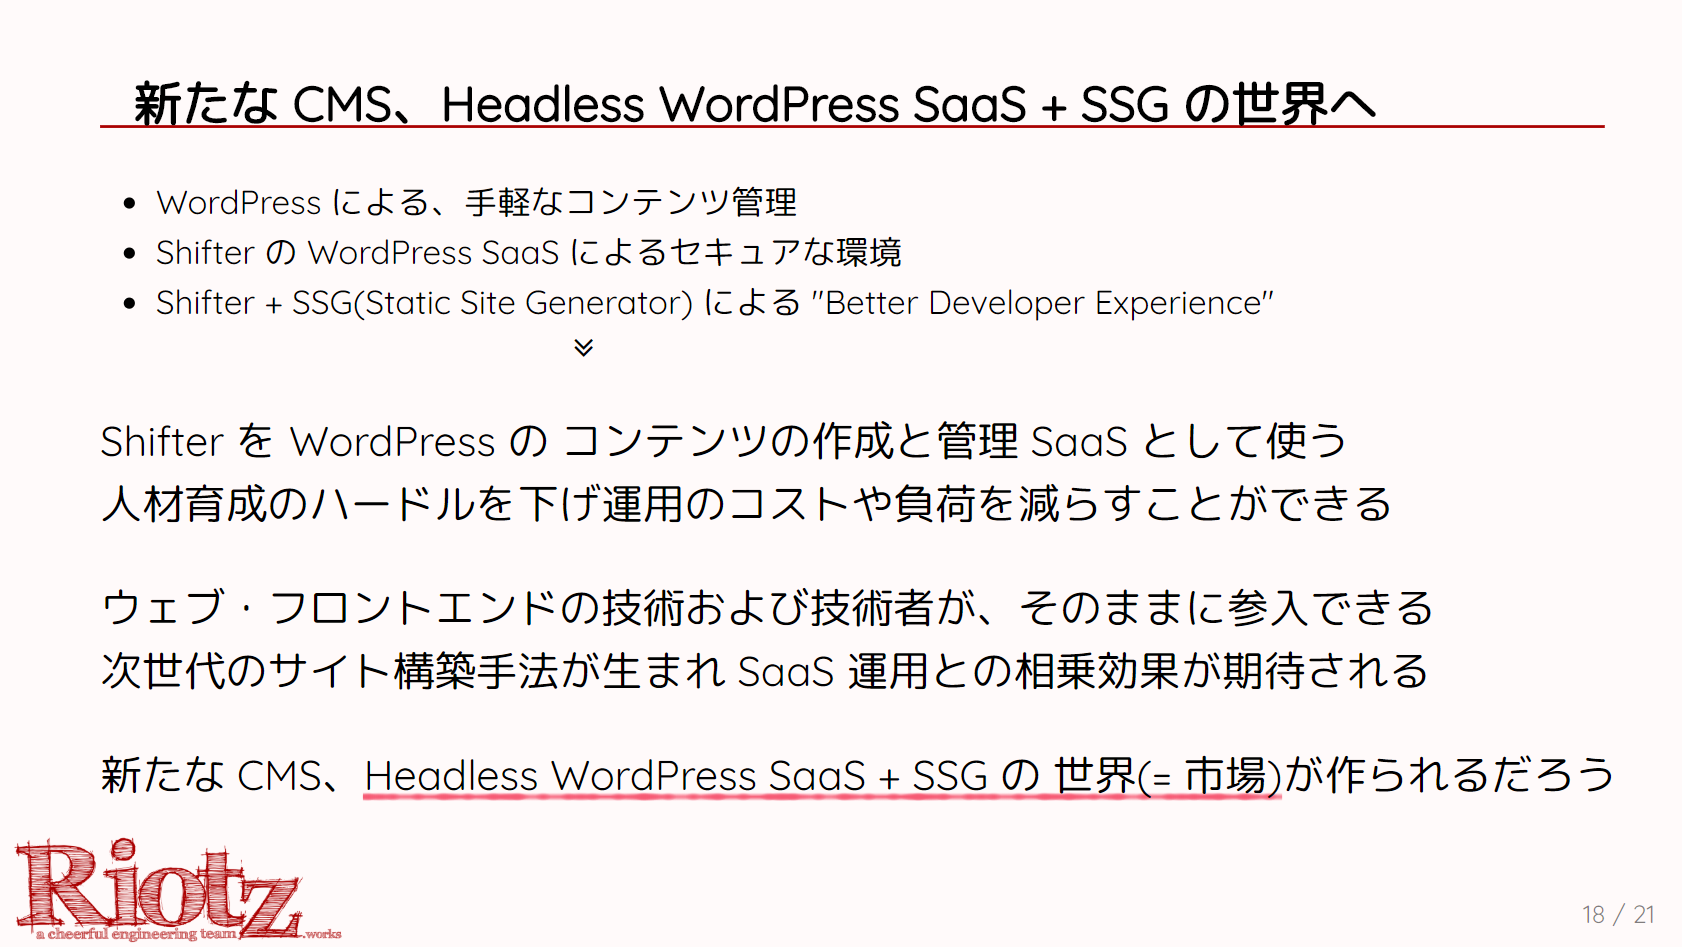 新たな CMS、Headless WordPress SaaS + SSG の世界へ
• WordPress による、手軽なコンテンツ管理
• Shifter の WordPress SaaS によるセキュアな環境
• Shifter + SSG(Static Site Generator) による "Better Developer Experience"
Shifter を WordPress の コンテンツの作成と管理 SaaS として使う
人材育成のハードルを下げ運用のコストや負荷を減らすことができる
ウェブ・フロントエンドの技術および技術者が、そのままに参入できる
次世代のサイト構築手法が生まれ SaaS 運用との相乗効果が期待される
新たな CMS、Headless WordPress SaaS + SSG の 世界(= 市場)が作られるだろう
Riotz
a cheerful engineering team .works
18 / 21